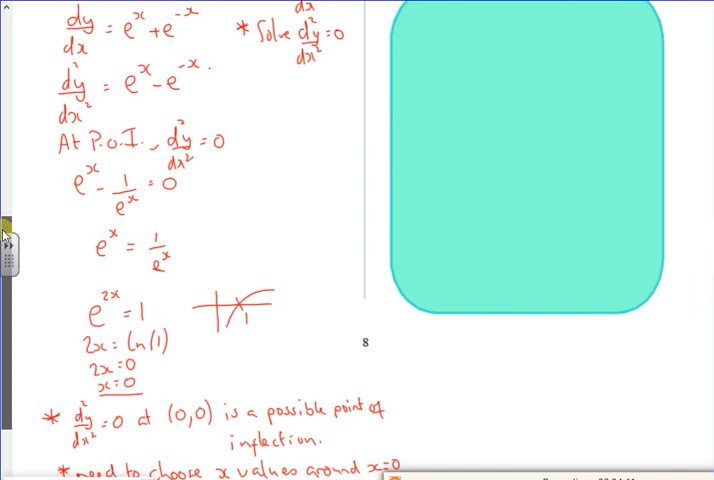 dy/dx = e^x + e^-x
dx
* Solve d²y/dx² = 0
d²y/dx² = e^x - e^-x
At P.O.I., d²y/dx² = 0
e^x - 1/e^x = 0
e^x = 1/e^x
e^2x = 1
1
2x = ln(1)
2x = 0
x = 0
8
* d²y/dx² = 0 at (0,0) is a possible point of
inflection.
* need to choose x values around x=0